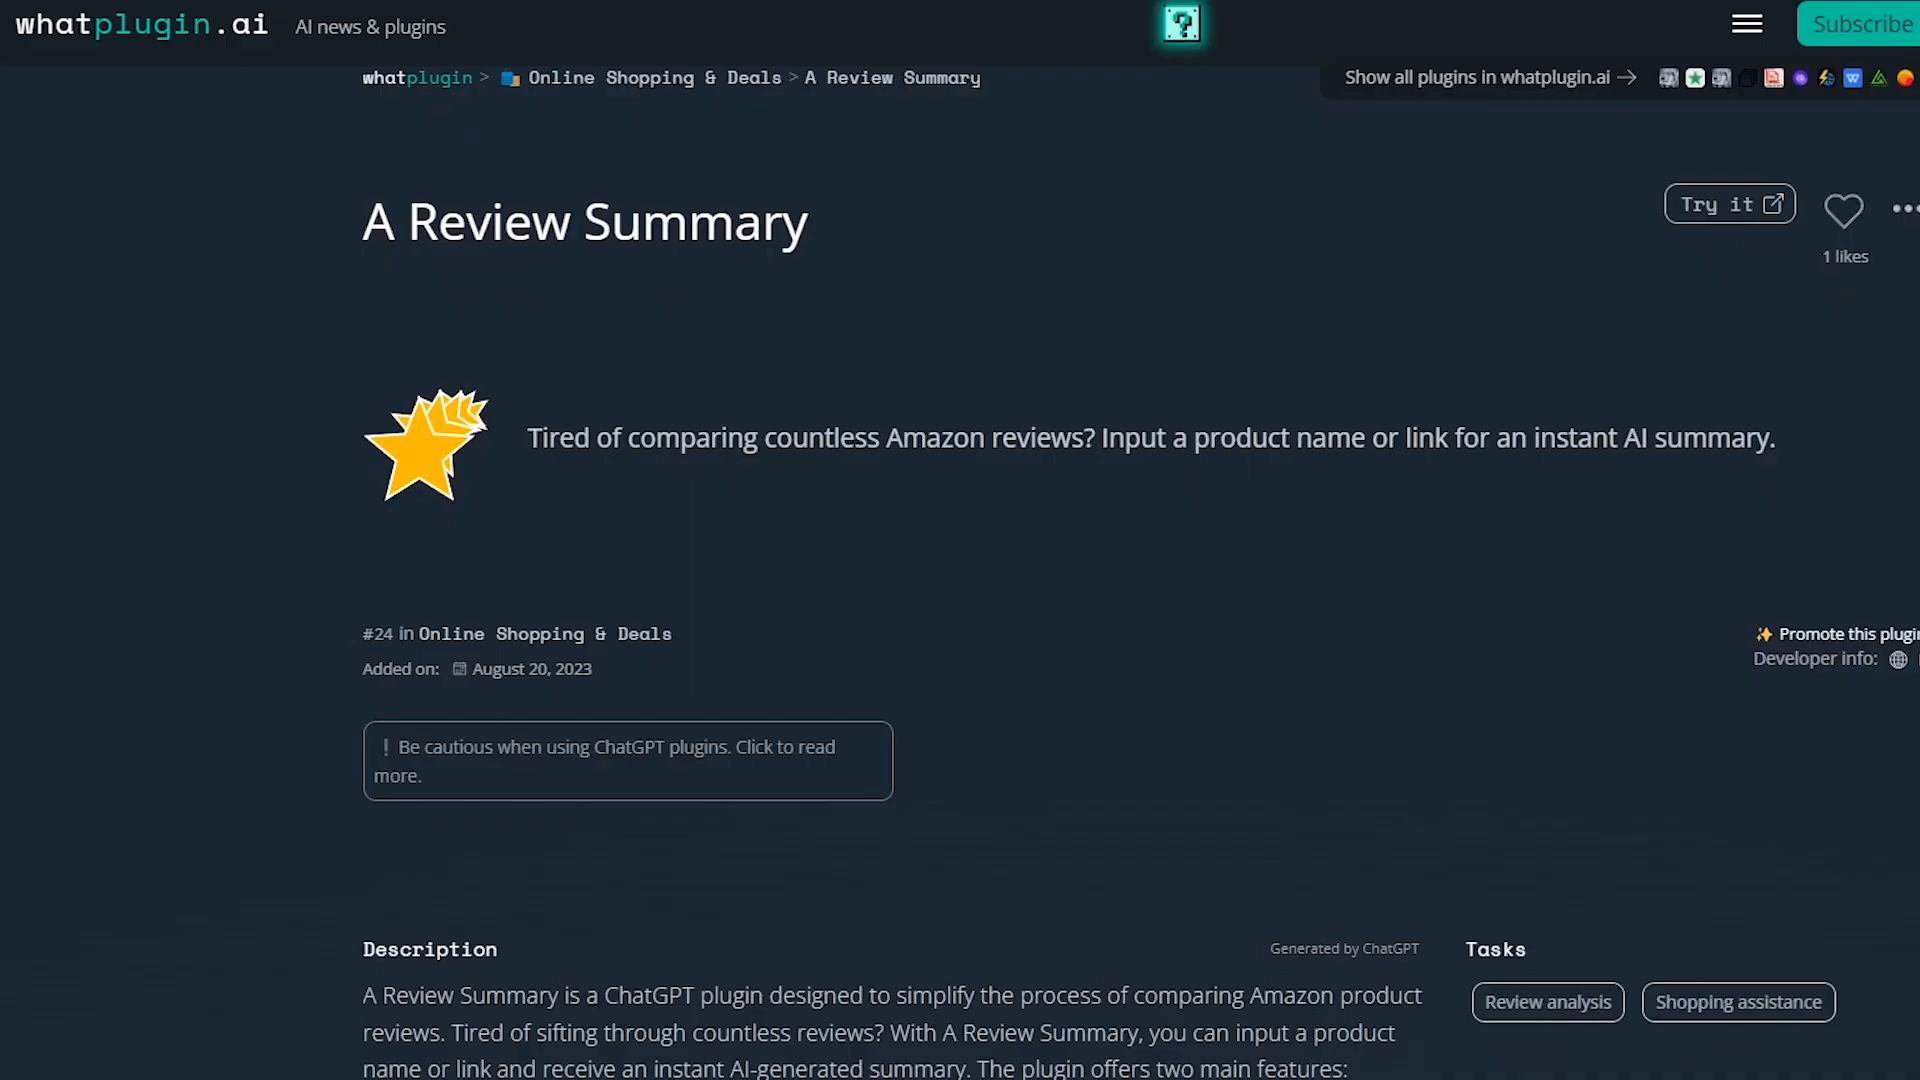 whatplugin.ai AI news & plugins Subscribe
whatplugin > Online Shopping & Deals > A Review Summary Show all plugins in whatplugin.ai →
A Review Summary
Try it
1 likes
Tired of comparing countless Amazon reviews? Input a product name or link for an instant AI summary.
#24 in Online Shopping & Deals
Added on: August 20, 2023
✨ Promote this plugin
Developer info:
❗ Be cautious when using ChatGPT plugins. Click to read
more.
Description Generated by ChatGPT
A Review Summary is a ChatGPT plugin designed to simplify the process of comparing Amazon product
reviews. Tired of sifting through countless reviews? With A Review Summary, you can input a product
name or link and receive an instant AI-generated summary. The plugin offers two main features:
Tasks
Review analysis Shopping assistance